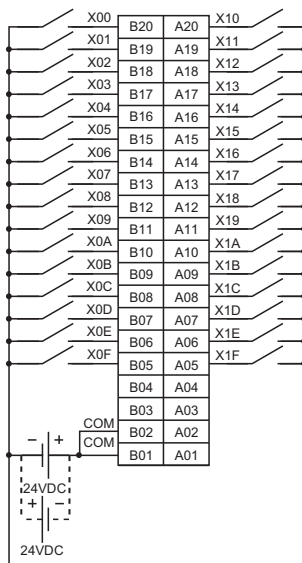 X00 B20 A20 X10
X01 B19 A19 X11
X02 B18 A18 X12
X03 B17 A17 X13
X04 B16 A16 X14
X05 B15 A15 X15
X06 B14 A14 X16
X07 B13 A13 X17
X08 B12 A12 X18
X09 B11 A11 X19
X0A B10 A10 X1A
X0B B09 A09 X1B
X0C B08 A08 X1C
X0D B07 A07 X1D
X0E B06 A06 X1E
X0F B05 A05 X1F
B04 A04
B03 A03
COM B02 A02
COM B01 A01
− +
24VDC
+ −
24VDC